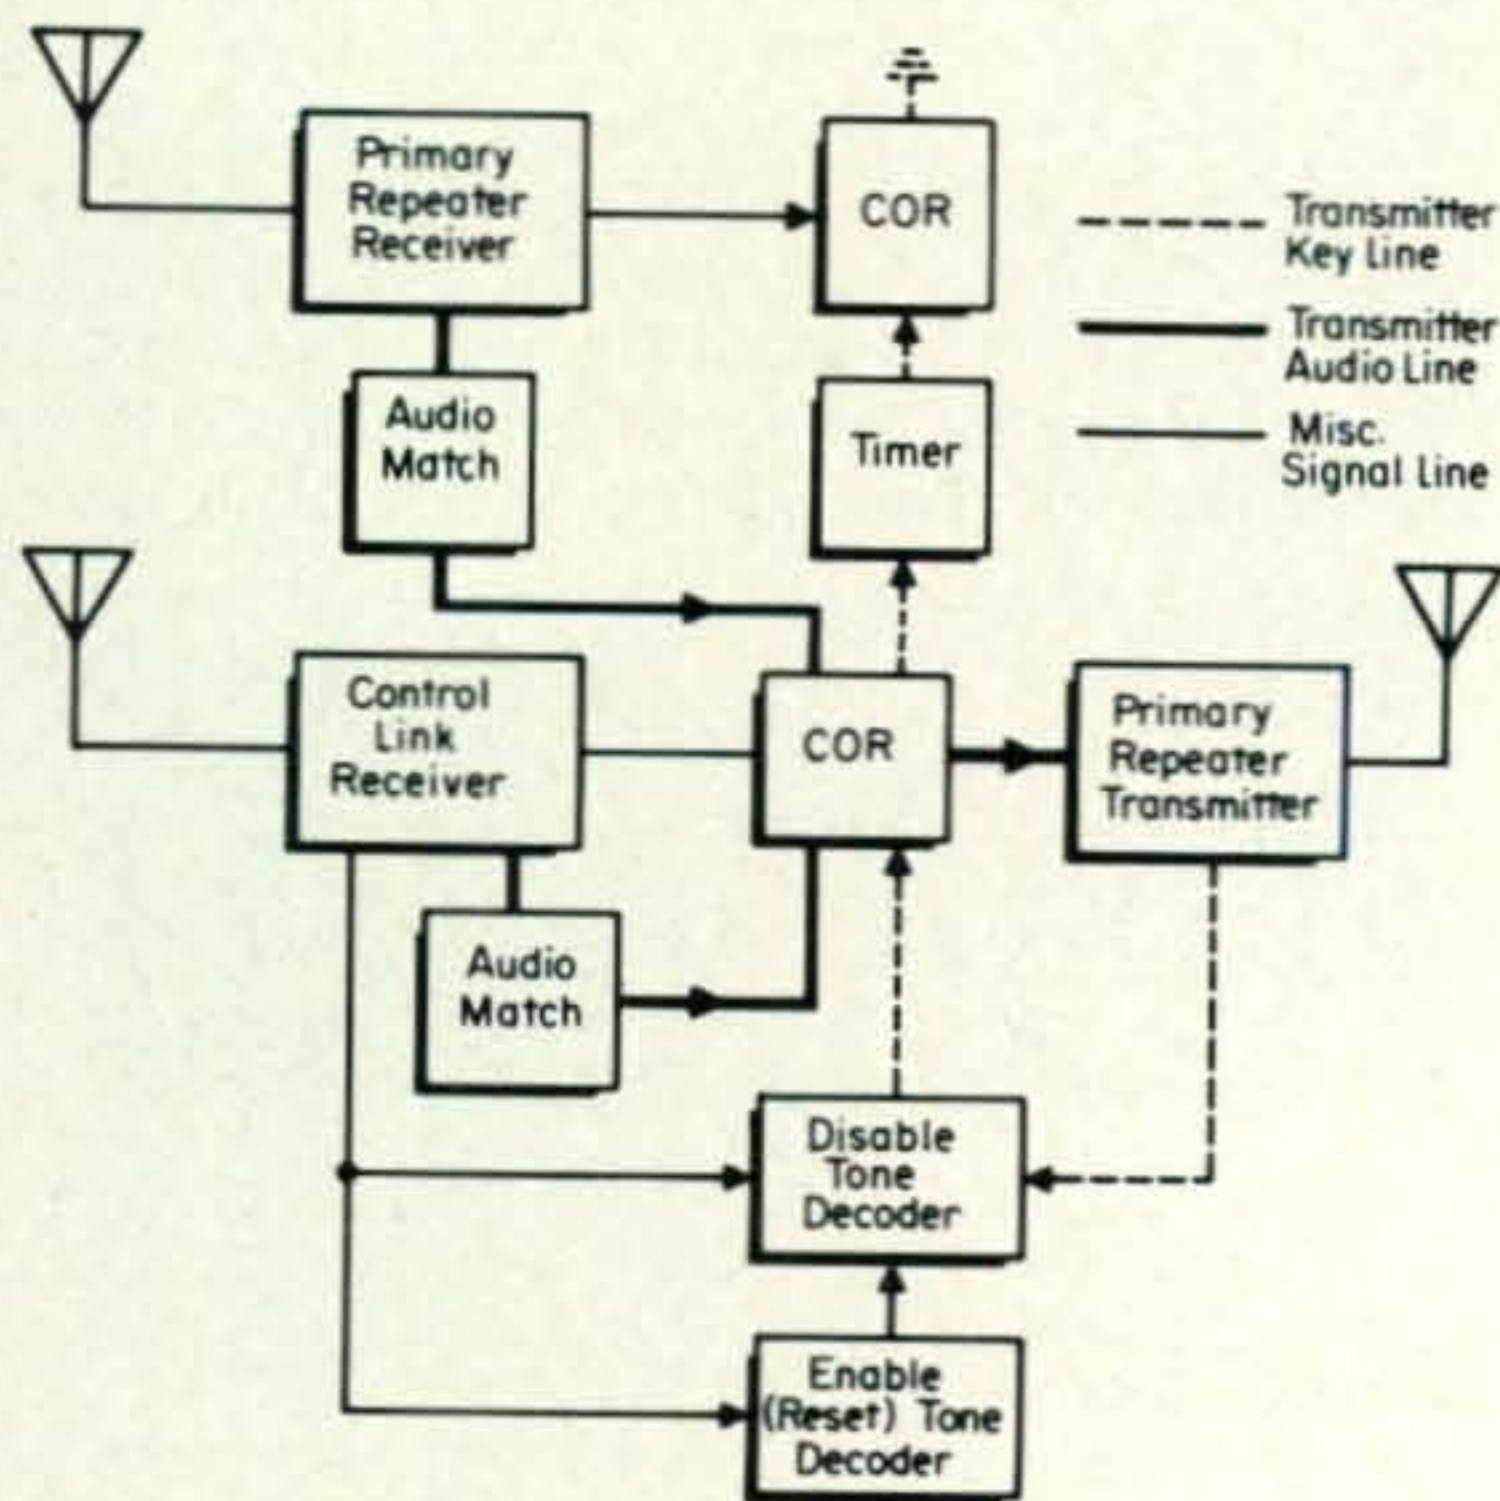 Primary
Repeater
Receiver
COR
Transmitter
Key Line
Transmitter
Audio Line
Misc.
Signal Line
Audio
Match
Timer
Control
Link
Receiver
COR
Primary
Repeater
Transmitter
Audio
Match
Disable
Tone
Decoder
Enable
(Reset) Tone
Decoder